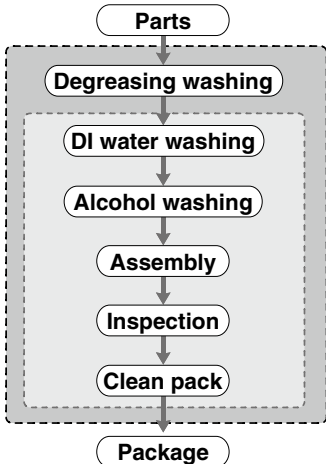 Parts
Degreasing washing
DI water washing
Alcohol washing
Assembly
Inspection
Clean pack
Package